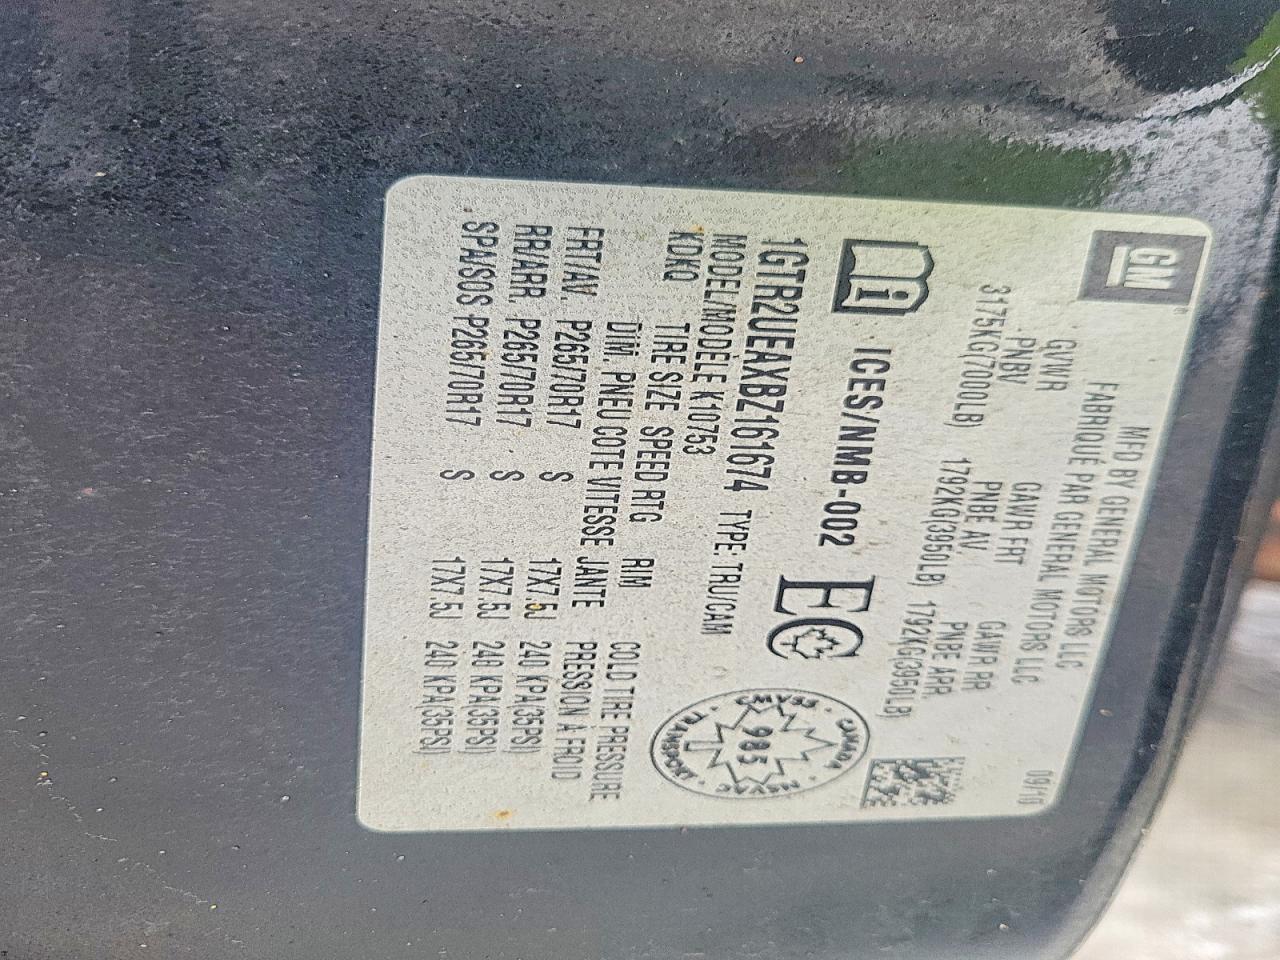 GM
MFD BY GENERAL MOTORS LLC
FABRIQUÉ PAR GENERAL MOTORS LLC
09/10
GVWR GAWR FRT GAWR RR
PNBV PNBE AV. PNBE ARR
3175KG(7000LB) 1792KG(3950LB) 1792KG(3950LB)
ICES/NMB-002
1GTR2UEAXBZ161674 TYPE: TRU/CAM
MODEL/MODÈLE K10753
CANADA
985
TRANSPORT
KDKQ TIRE SIZE SPEED RTG RIM COLD TIRE PRESSURE
DIM. PNEU COTE VITESSE JANTE PRESSION À FROID
FRT/AV. P265/70R17 S 17X7.5J 240 KPA(35PSI)
RR/ARR. P265/70R17 S 17X7.5J 240 KPA(35PSI)
SPA/SOS P265/70R17 S 17X7.5J 240 KPA(35PSI)